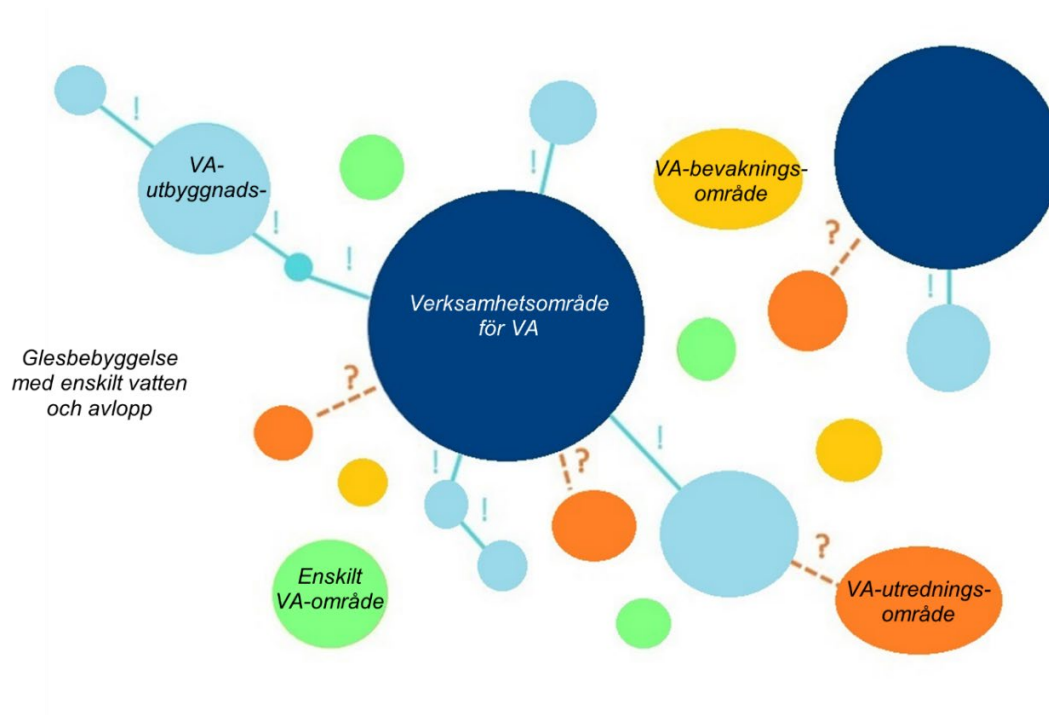 !
VA-
utbyggnads-
!
!
!
VA-bevaknings-
område
?
!
Verksamhetsområde
för VA
Glesbebyggelse
med enskilt vatten
och avlopp
?
!
!
?
!
Enskilt
VA-område
?
VA-utrednings-
område